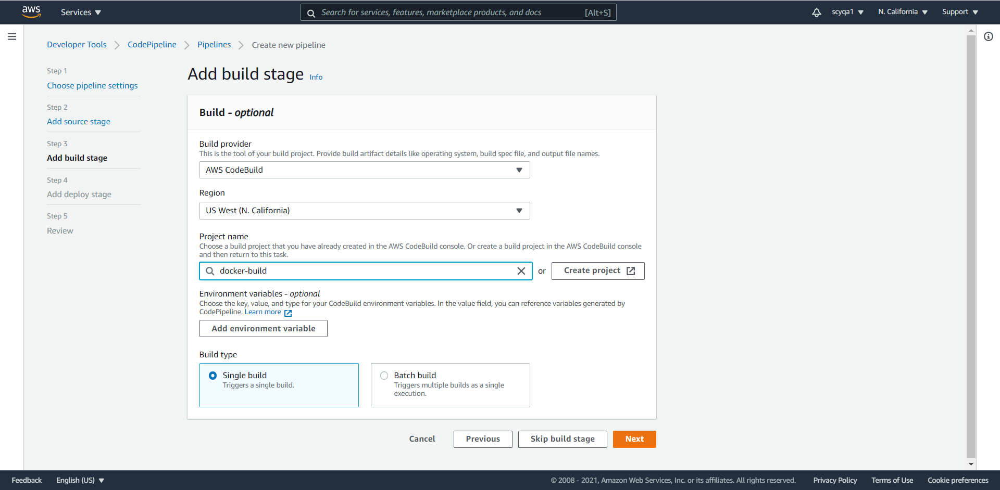 aws
Services
Search for services, features, marketplace products, and docs
[Alt+S]
scyqa1
N. California
Support
Developer Tools
CodePipeline
Pipelines
Create new pipeline
Step 1
Choose pipeline settings
Step 2
Add source stage
Step 3
Add build stage
Step 4
Add deploy stage
Step 5
Review
Add build stage Info
Build - optional
Build provider
This is the tool of your build project. Provide build artifact details like operating system, build spec file, and output file names.
AWS CodeBuild
Region
US West (N. California)
Project name
Choose a build project that you have already created in the AWS CodeBuild console. Or create a build project in the AWS CodeBuild console
and then return to this task.
docker-build
or
Create project
Environment variables - optional
Choose the key, value, and type for your CodeBuild environment variables. In the value field, you can reference variables generated by
CodePipeline. Learn more
Add environment variable
Build type
Single build
Triggers a single build.
Batch build
Triggers multiple builds as a single
execution.
Cancel
Previous
Skip build stage
Next
Feedback
English (US)
© 2008 - 2021, Amazon Web Services, Inc. or its affiliates. All rights reserved.
Privacy Policy
Terms of Use
Cookie preferences